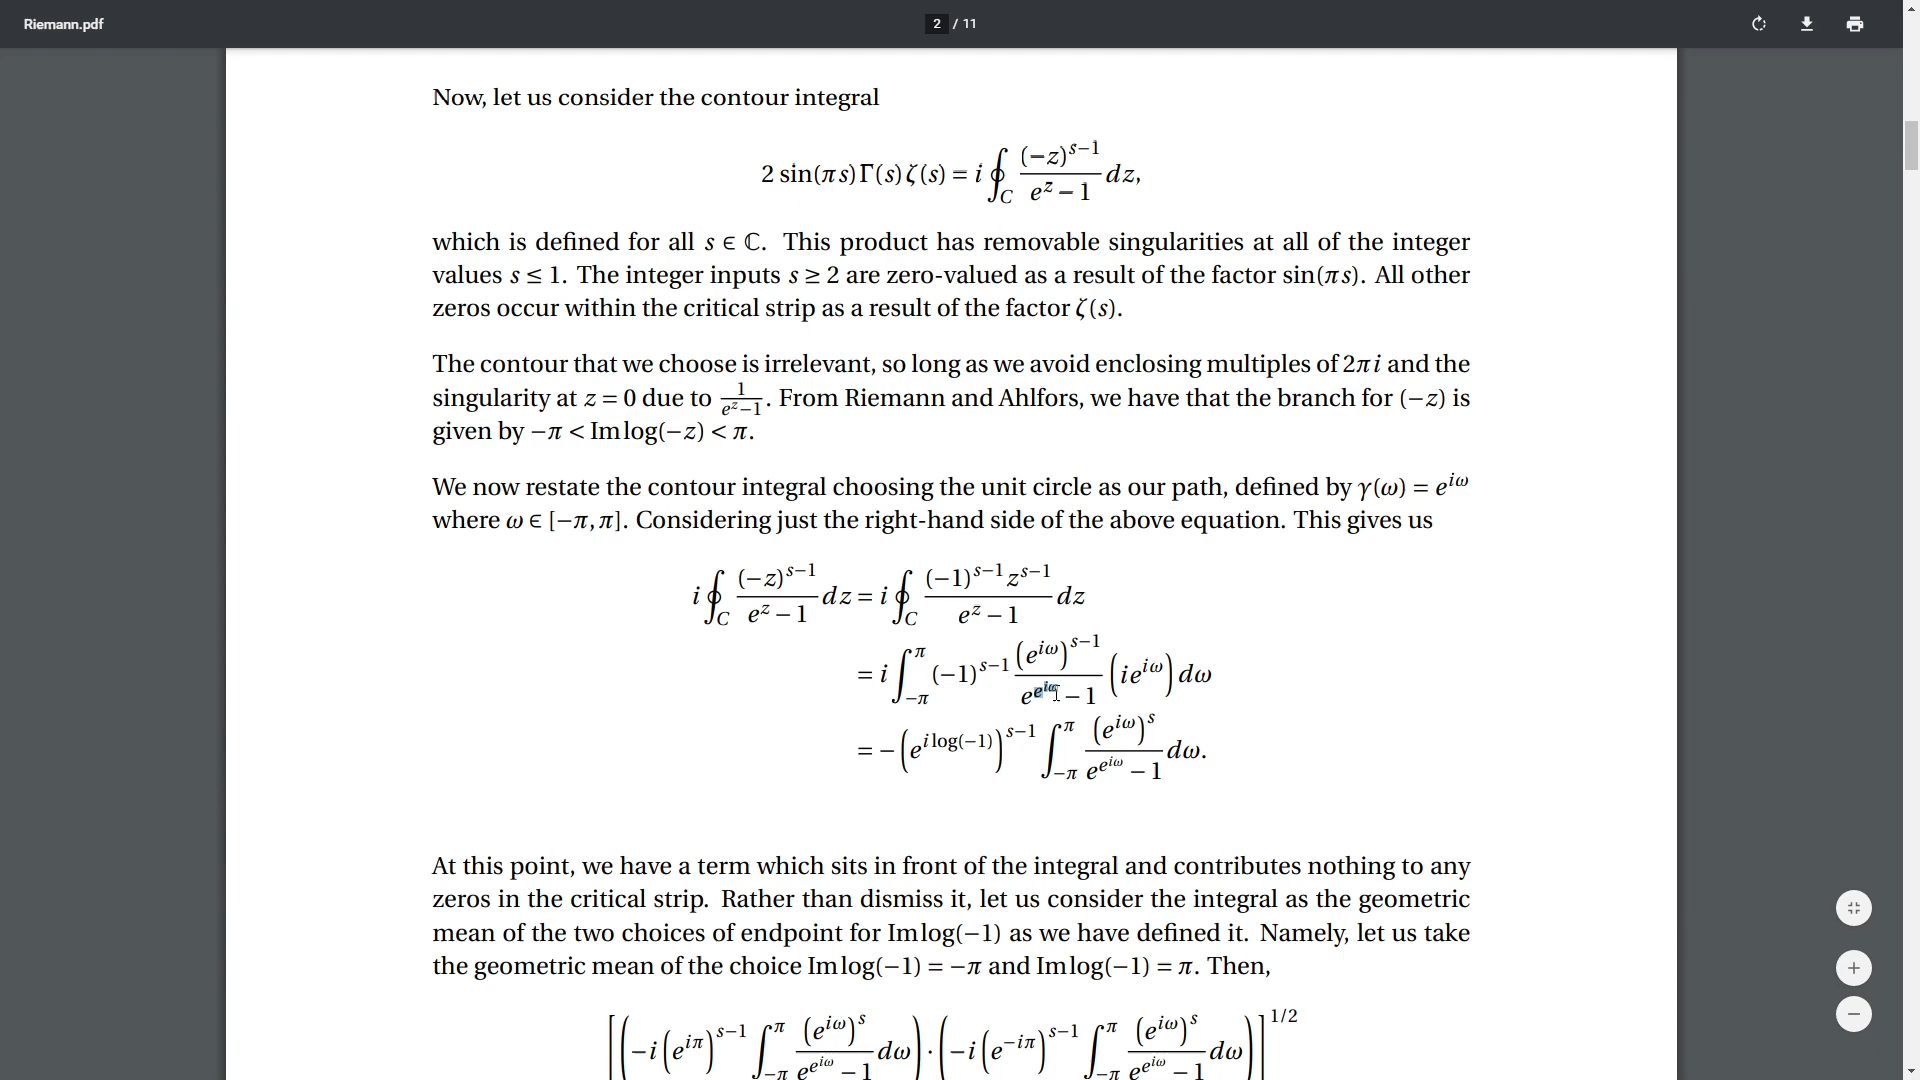 Riemann.pdf
2 / 11
Now, let us consider the contour integral
2 sin(πs)Γ(s)ζ(s) = i ∮_C (−z)^{s−1} / (e^z − 1) dz,
which is defined for all s ∈ ℂ. This product has removable singularities at all of the integer
values s ≤ 1. The integer inputs s ≥ 2 are zero-valued as a result of the factor sin(πs). All other
zeros occur within the critical strip as a result of the factor ζ(s).
The contour that we choose is irrelevant, so long as we avoid enclosing multiples of 2πi and the
singularity at z = 0 due to 1/(e^z−1). From Riemann and Ahlfors, we have that the branch for (−z) is
given by −π < Im log(−z) < π.
We now restate the contour integral choosing the unit circle as our path, defined by γ(ω) = e^{iω}
where ω ∈ [−π, π]. Considering just the right-hand side of the above equation. This gives us
i ∮_C (−z)^{s−1} / (e^z − 1) dz = i ∮_C (−1)^{s−1} z^{s−1} / (e^z − 1) dz
= i ∫_{−π}^{π} (−1)^{s−1} (e^{iω})^{s−1} / (e^{e^{iω}} − 1) (ie^{iω}) dω
= − (e^{i log(−1)})^{s−1} ∫_{−π}^{π} (e^{iω})^s / (e^{e^{iω}} − 1) dω.
At this point, we have a term which sits in front of the integral and contributes nothing to any
zeros in the critical strip. Rather than dismiss it, let us consider the integral as the geometric
mean of the two choices of endpoint for Im log(−1) as we have defined it. Namely, let us take
the geometric mean of the choice Im log(−1) = −π and Im log(−1) = π. Then,
[(−i (e^{iπ})^{s−1} ∫_{−π}^{π} (e^{iω})^s / (e^{e^{iω}} − 1) dω) · (−i (e^{−iπ})^{s−1} ∫_{−π}^{π} (e^{iω})^s / (e^{e^{iω}} − 1) dω)]^{1/2}